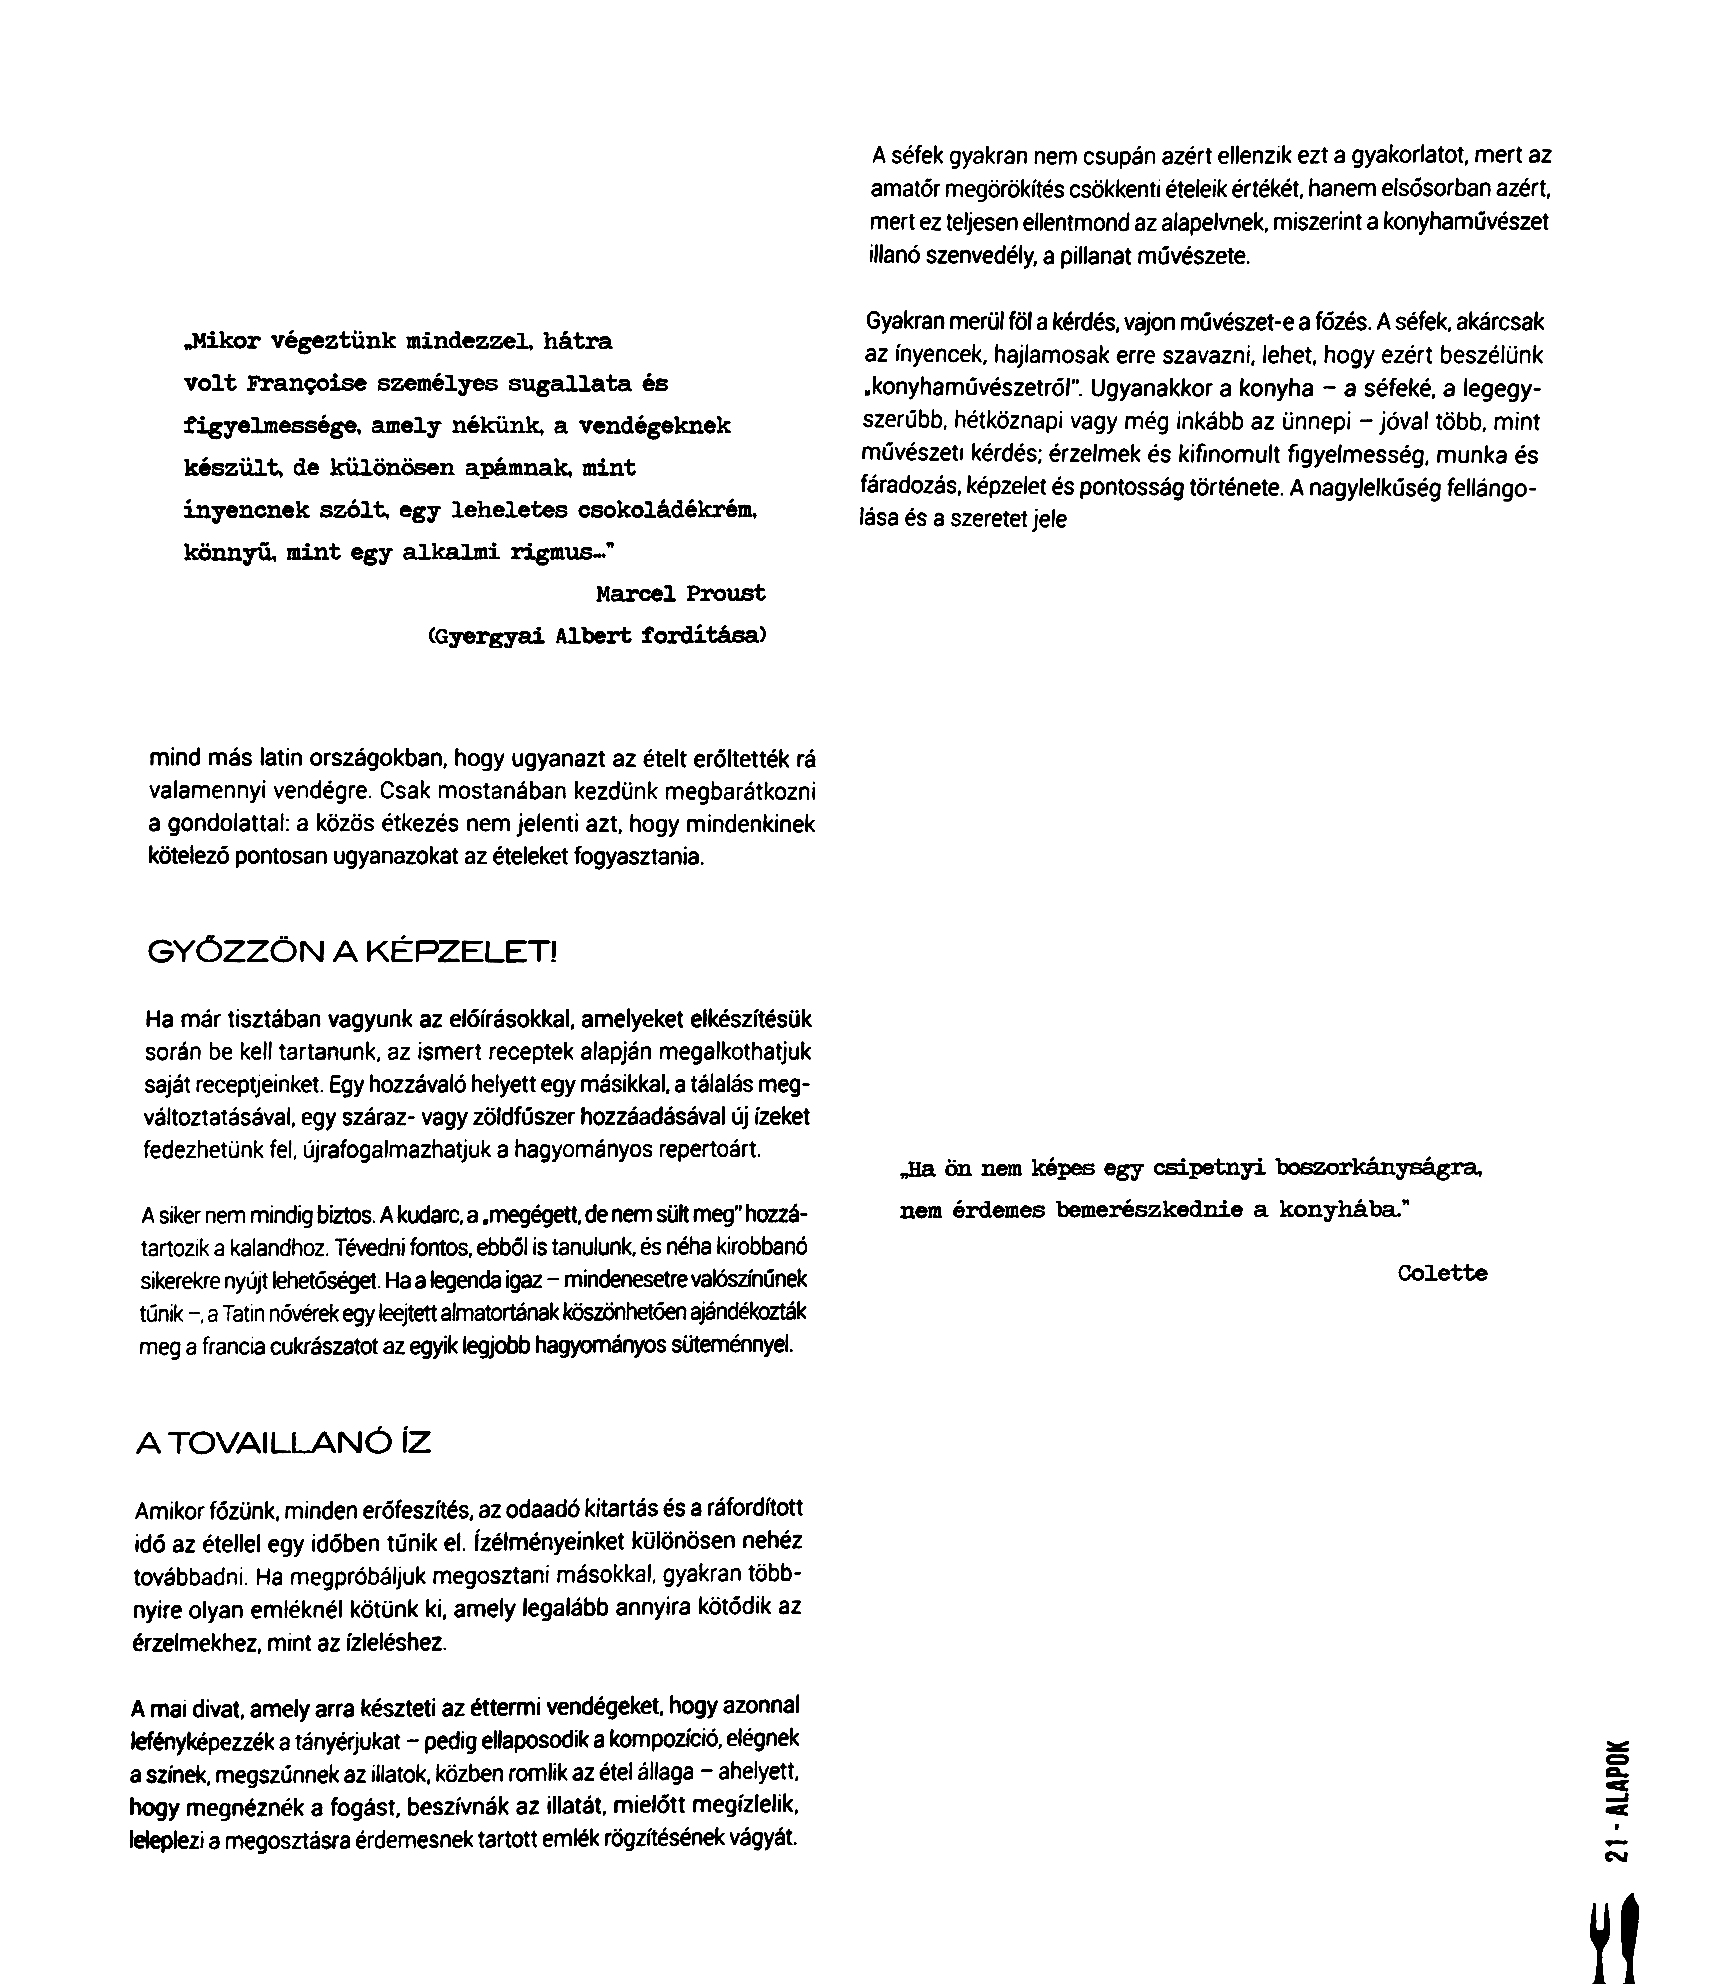 „Mikor végeztünk mindezzel, hátra
volt Françoise személyes sugallata és
figyelmessége, amely nékünk, a vendégeknek
készült, de különösen apámnak, mint
ínyencnek szólt, egy leheletes csokoládékrém,
könnyű, mint egy alkalmi rigmus..."
Marcel Proust
(Gyergyai Albert fordítása)
mind más latin országokban, hogy ugyanazt az ételt erőltették rá
valamennyi vendégre. Csak mostanában kezdünk megbarátkozni
a gondolattal: a közös étkezés nem jelenti azt, hogy mindenkinek
kötelező pontosan ugyanazokat az ételeket fogyasztania.
GYŐZZÖN A KÉPZELET!
Ha már tisztában vagyunk az előírásokkal, amelyeket elkészítésük
során be kell tartanunk, az ismert receptek alapján megalkothatjuk
saját receptjeinket. Egy hozzávaló helyett egy másikkal, a tálalás meg-
változtatásával, egy száraz- vagy zöldfűszer hozzáadásával új ízeket
fedezhetünk fel, újrafogalmazhatjuk a hagyományos repertoárt.
A siker nem mindig biztos. A kudarc, a „megégett, de nem sült meg" hozzá-
tartozik a kalandhoz. Tévedni fontos, ebből is tanulunk, és néha kirobbanó
sikerekre nyújt lehetőséget. Ha a legenda igaz – mindenesetre valószínűnek
tűnik –, a Tatin nővérek egy leejtett almatortának köszönhetően ajándékozták
meg a francia cukrászatot az egyik legjobb hagyományos süteménnyel.
A TOVAILLANÓ ÍZ
Amikor főzünk, minden erőfeszítés, az odaadó kitartás és a ráfordított
idő az étellel egy időben tűnik el. Ízélményeinket különösen nehéz
továbbadni. Ha megpróbáljuk megosztani másokkal, gyakran több-
nyire olyan emléknél kötünk ki, amely legalább annyira kötődik az
érzelmekhez, mint az ízleléshez.
A mai divat, amely arra készteti az éttermi vendégeket, hogy azonnal
lefényképezzék a tányérjukat – pedig ellaposodik a kompozíció, elégnek
a színek, megszűnnek az illatok, közben romlik az étel állaga – ahelyett,
hogy megnéznék a fogást, beszívnák az illatát, mielőtt megízlelik,
leleplezi a megosztásra érdemesnek tartott emlék rögzítésének vágyát.
A séfek gyakran nem csupán azért ellenzik ezt a gyakorlatot, mert az
amatőr megörökítés csökkenti ételeik értékét, hanem elsősorban azért,
mert ez teljesen ellentmond az alapelvnek, miszerint a konyhaművészet
illanó szenvedély, a pillanat művészete.
Gyakran merül föl a kérdés, vajon művészet-e a főzés. A séfek, akárcsak
az ínyencek, hajlamosak erre szavazni, lehet, hogy ezért beszélünk
„konyhaművészetről". Ugyanakkor a konyha – a séfeké, a legegy-
szerűbb, hétköznapi vagy még inkább az ünnepi – jóval több, mint
művészeti kérdés; érzelmek és kifinomult figyelmesség, munka és
fáradozás, képzelet és pontosság története. A nagylelkűség fellángo-
lása és a szeretet jele
„Ha ön nem képes egy csipetnyi boszorkányságra,
nem érdemes bemerészkednie a konyhába."
Colette
21 - ALAPOK